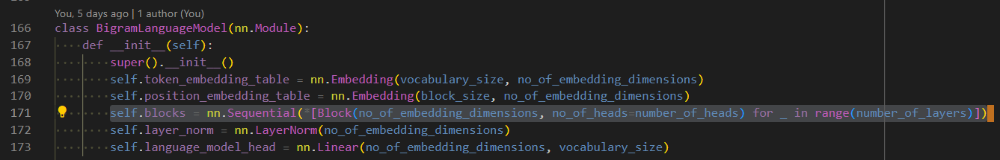 You, 5 days ago | 1 author (You)
166 class BigramLanguageModel(nn.Module):
167     def __init__(self):
168         super().__init__()
169         self.token_embedding_table = nn.Embedding(vocabulary_size, no_of_embedding_dimensions)
170         self.position_embedding_table = nn.Embedding(block_size, no_of_embedding_dimensions)
171         self.blocks = nn.Sequential(*[Block(no_of_embedding_dimensions, no_of_heads=number_of_heads) for _ in range(number_of_layers)])
172         self.layer_norm = nn.LayerNorm(no_of_embedding_dimensions)
173         self.language_model_head = nn.Linear(no_of_embedding_dimensions, vocabulary_size)